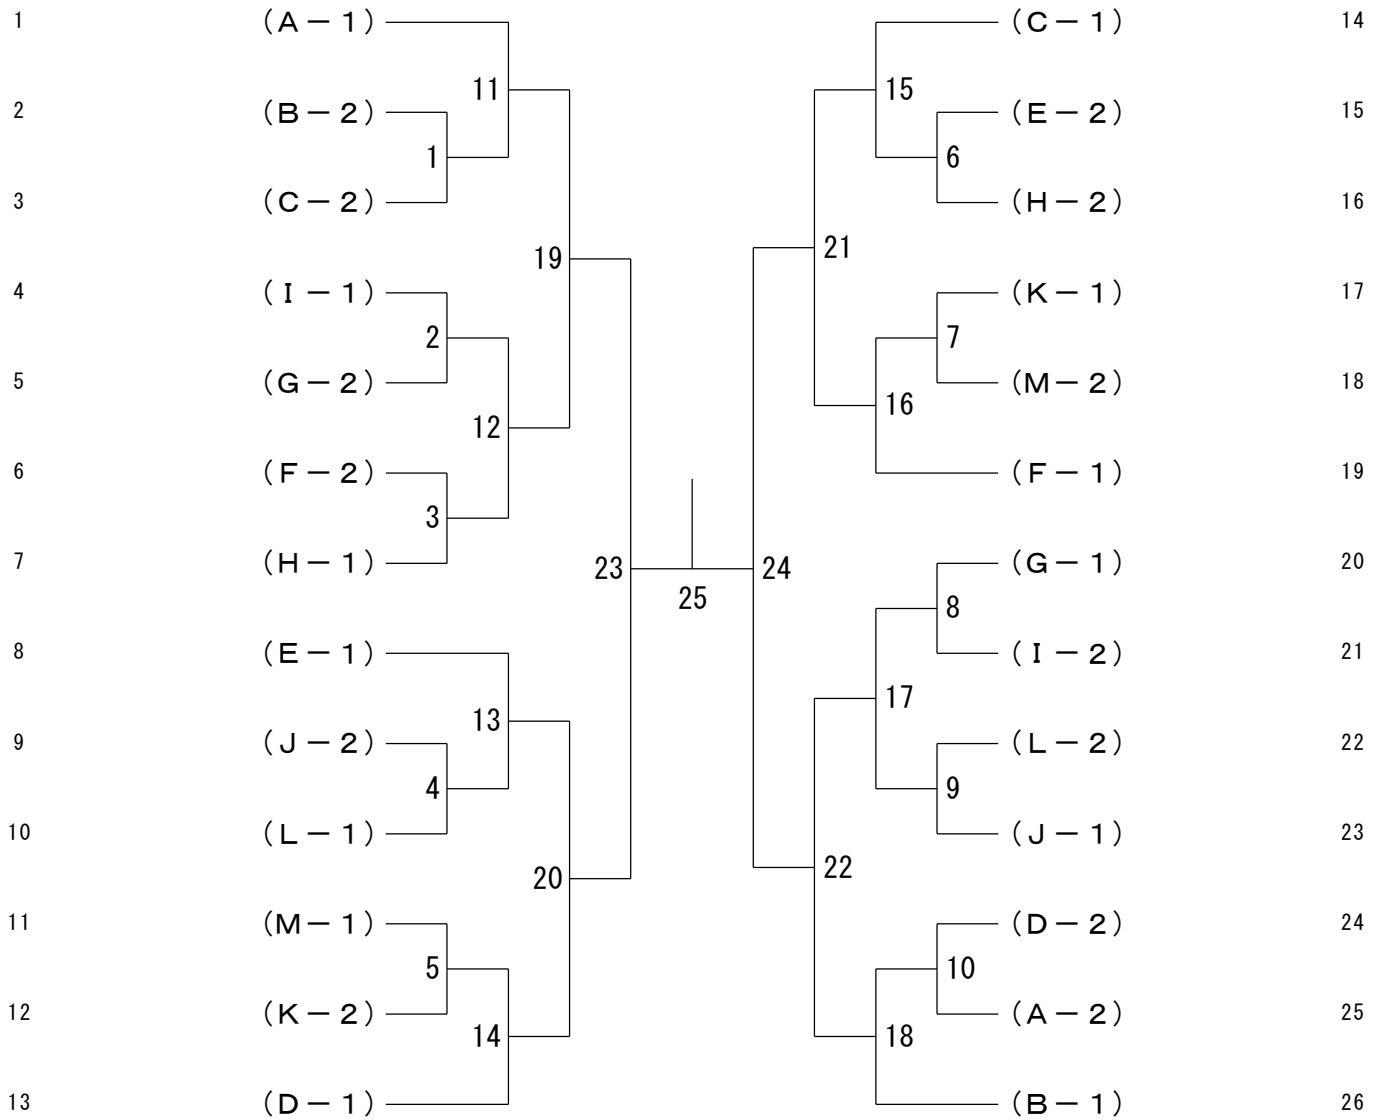 1 （A－1） （C－1） 14
11 15
2 （B－2） （E－2） 15
1 6
3 （C－2） （H－2） 16
19 21
4 （I－1） （K－1） 17
2 7
5 （G－2） （M－2） 18
12 16
6 （F－2） （F－1） 19
3
7 （H－1） 23 24 （G－1） 20
25 8
8 （E－1） （I－2） 21
13 17
9 （J－2） （L－2） 22
4 9
10 （L－1） （J－1） 23
20 22
11 （M－1） （D－2） 24
5 10
12 （K－2） （A－2） 25
14 18
13 （D－1） （B－1） 26